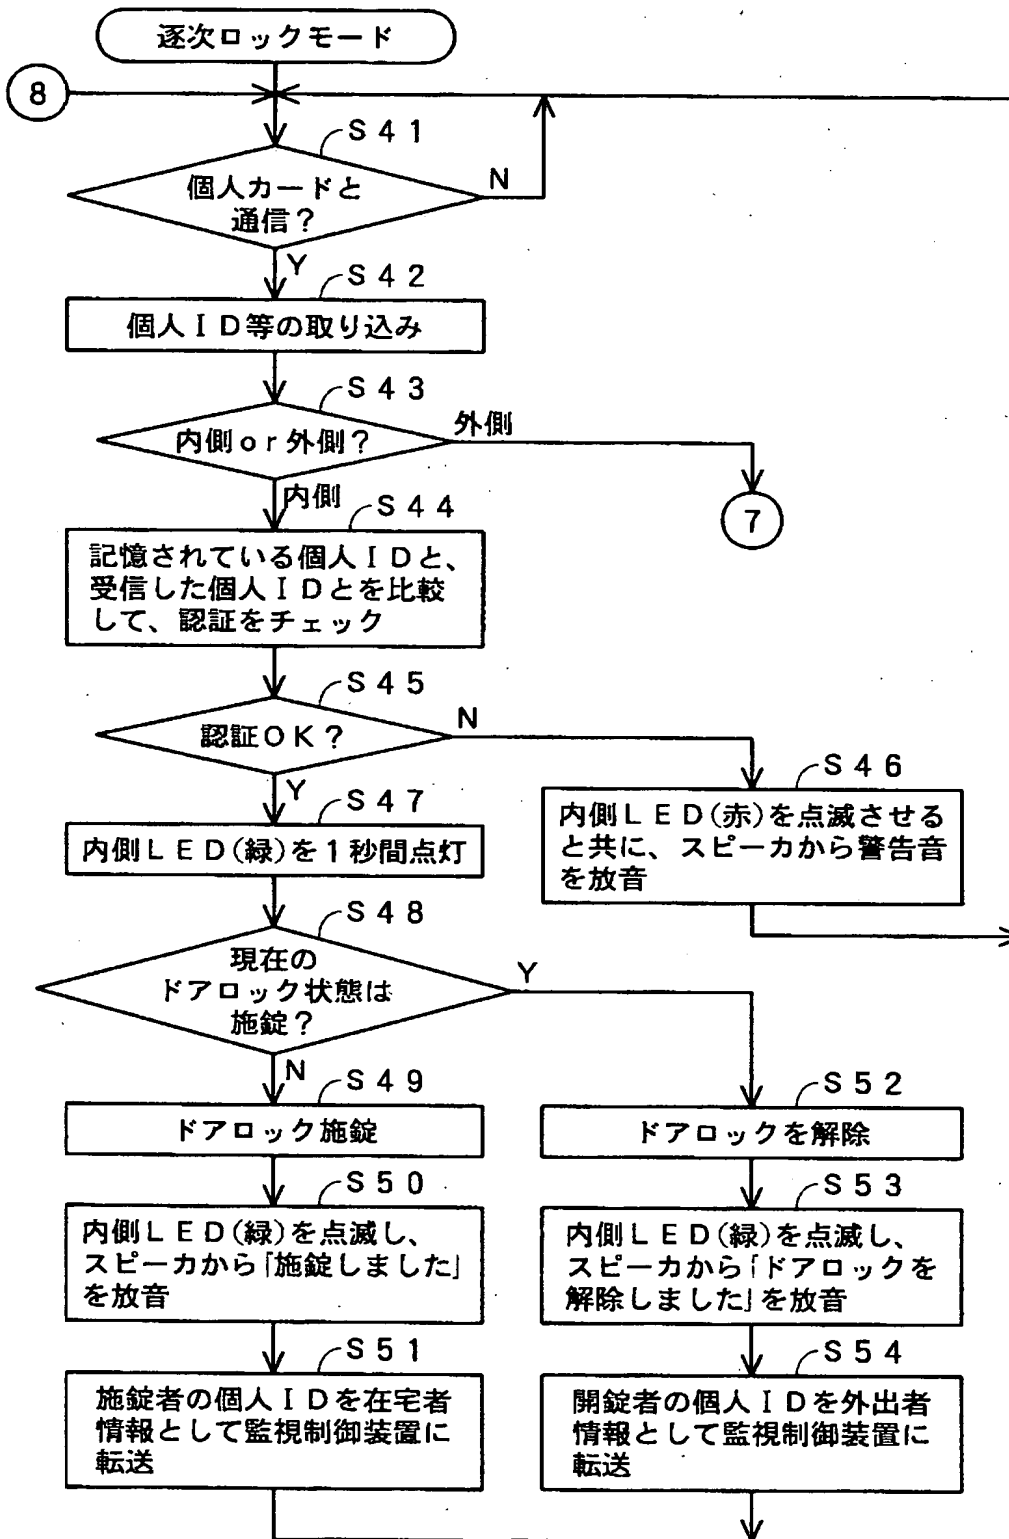 逐次ロックモード
8
S41
個人カードと
通信?
N
Y
S42
個人ID等の取り込み
S43
内側or外側?
外側
内側
7
S44
記憶されている個人IDと、
受信した個人IDとを比較
して、認証をチェック
S45
認証OK?
N
Y
S46
内側LED(赤)を点滅させる
と共に、スピーカから警告音
を放音
S47
内側LED(緑)を1秒間点灯
S48
現在の
ドアロック状態は
施錠?
Y
N
S49
ドアロック施錠
S50
内側LED(緑)を点滅し、
スピーカから「施錠しました」
を放音
S51
施錠者の個人IDを在宅者
情報として監視制御装置に
転送
S52
ドアロックを解除
S53
内側LED(緑)を点滅し、
スピーカから「ドアロックを
解除しました」を放音
S54
開錠者の個人IDを外出者
情報として監視制御装置に
転送